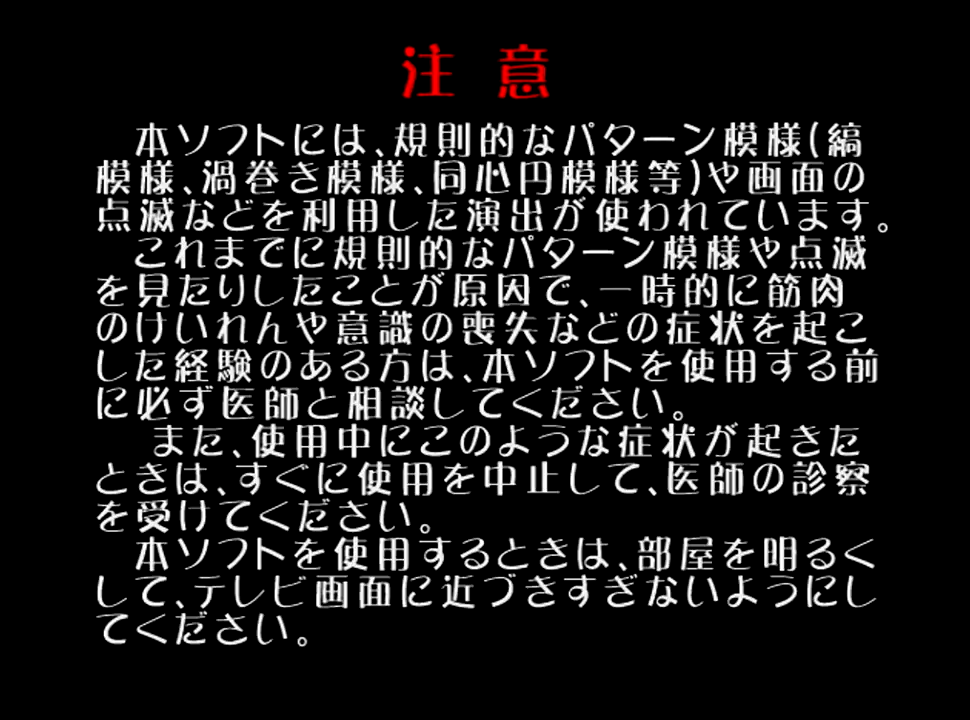 注意
本ソフトには、規則的なパターン模様(縞
模様、渦巻き模様、同心円模様等)や画面の
点滅などを利用した演出が使われています。
これまでに規則的なパターン模様や点滅
を見たりしたことが原因で、一時的に筋肉
のけいれんや意識の喪失などの症状を起こ
した経験のある方は、本ソフトを使用する前
に必ず医師と相談してください。
また、使用中にこのような症状が起きた
ときは、すぐに使用を中止して、医師の診察
を受けてください。
本ソフトを使用するときは、部屋を明るく
して、テレビ画面に近づきすぎないようにし
てください。